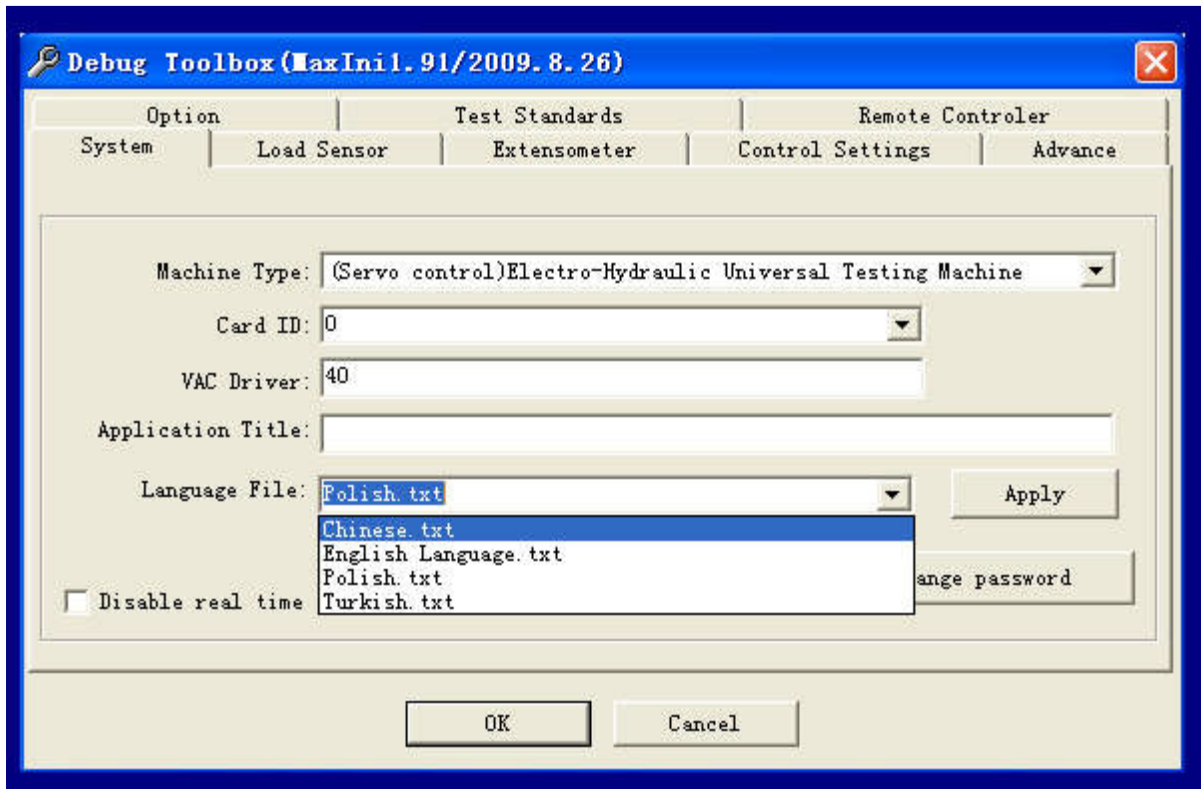 Debug Toolbox(MaxIni1.91/2009.8.26)
Option Test Standards Remote Controler
System Load Sensor Extensometer Control Settings Advance
Machine Type: (Servo control)Electro-Hydraulic Universal Testing Machine
Card ID: 0
VAC Driver: 40
Application Title:
Language File: Polish.txt Apply
Chinese.txt
English Language.txt
Polish.txt ange password
Disable real time Turkish.txt
OK Cancel